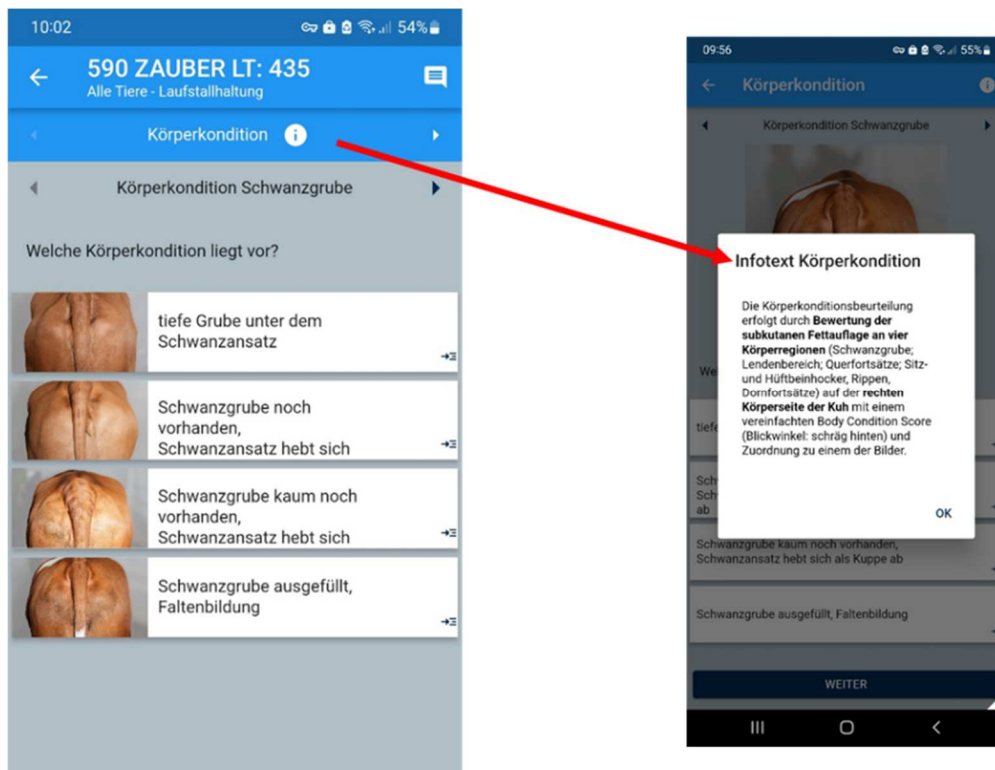 10:02
54%
590 ZAUBER LT: 435
Alle Tiere - Laufstallhaltung
Körperkondition
Körperkondition Schwanzgrube
Welche Körperkondition liegt vor?
tiefe Grube unter dem
Schwanzansatz
Schwanzgrube noch
vorhanden,
Schwanzansatz hebt sich
Schwanzgrube kaum noch
vorhanden,
Schwanzansatz hebt sich
Schwanzgrube ausgefüllt,
Faltenbildung
09:56
55%
Körperkondition
Körperkondition Schwanzgrube
Infotext Körperkondition
Die Körperkonditionsbeurteilung
erfolgt durch Bewertung der
subkutanen Fettauflage an vier
Körperregionen (Schwanzgrube;
Lendenbereich; Querfortsätze; Sitz-
und Hüftbeinhocker, Rippen,
Dornfortsätze) auf der rechten
Körperseite der Kuh mit einem
vereinfachten Body Condition Score
(Blickwinkel: schräg hinten) und
Zuordnung zu einem der Bilder.
OK
We
tiefe
Sch
Sch
ab
Schwanzgrube kaum noch vorhanden,
Schwanzansatz hebt sich als Kuppe ab
Schwanzgrube ausgefüllt, Faltenbildung
WEITER